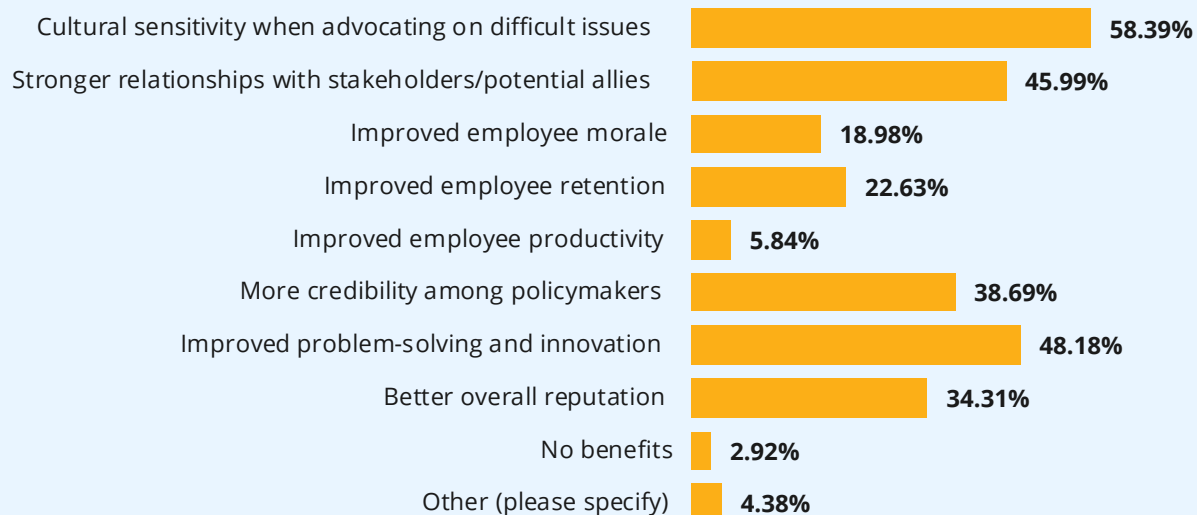 Cultural sensitivity when advocating on difficult issues 58.39%
Stronger relationships with stakeholders/potential allies 45.99%
Improved employee morale 18.98%
Improved employee retention 22.63%
Improved employee productivity 5.84%
More credibility among policymakers 38.69%
Improved problem-solving and innovation 48.18%
Better overall reputation 34.31%
No benefits 2.92%
Other (please specify) 4.38%